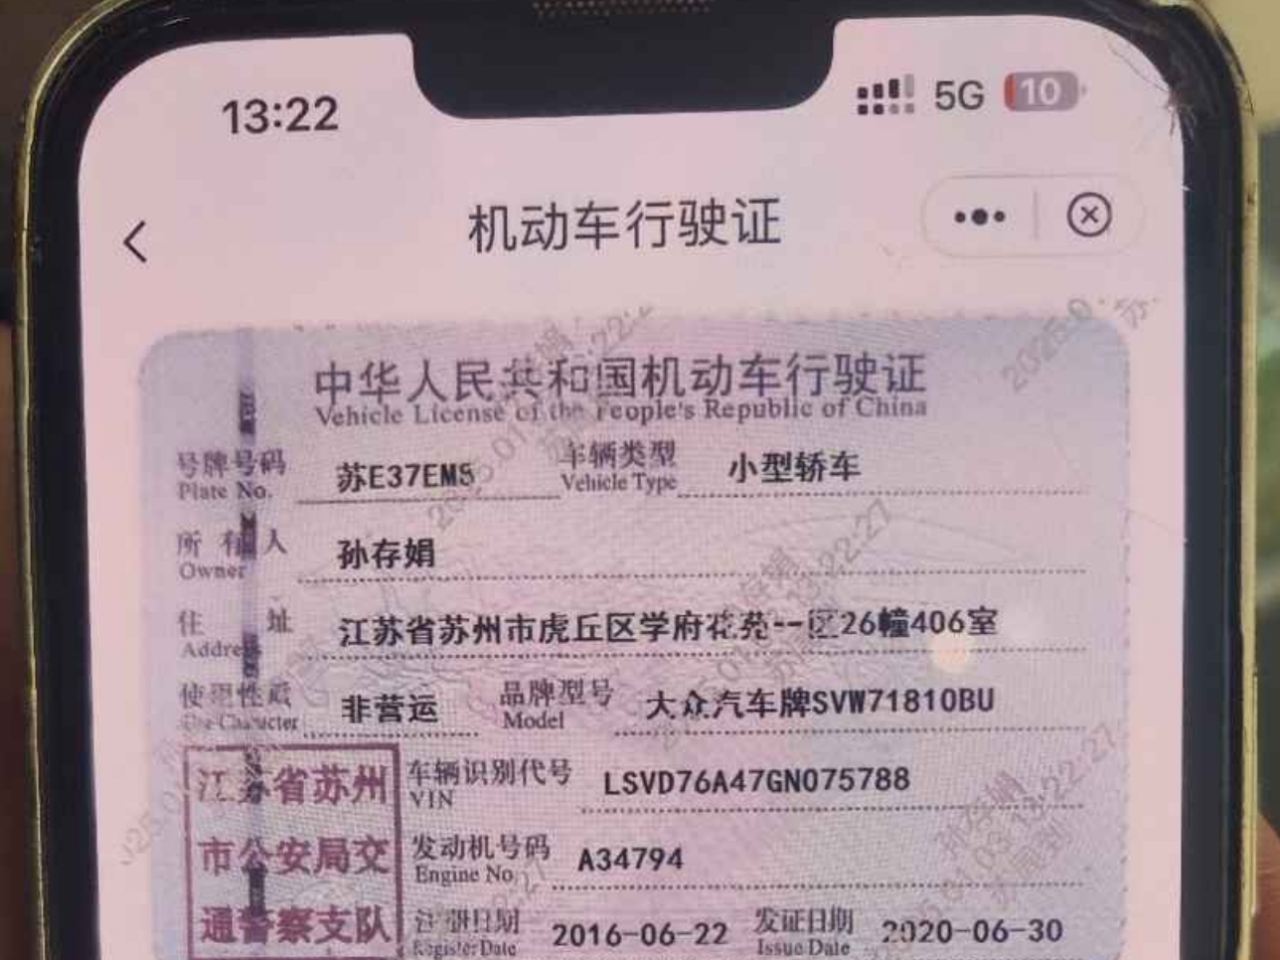 13:22 5G 10
机动车行驶证
中华人民共和国机动车行驶证
Vehicle License of the People's Republic of China
号牌号码 苏E37EM5 车辆类型 小型轿车
Plate No. Vehicle Type
所有人 孙存娟
Owner
住址 江苏省苏州市虎丘区学府花苑--区26幢406室
Address
使用性质 非营运 品牌型号 大众汽车牌SVW71810BU
Use Character Model
江苏省苏州 车辆识别代号 LSVD76A47GN075788
VIN
市公安局交 发动机号码 A34794
Engine No.
通警察支队 注册日期 2016-06-22 发证日期 2020-06-30
Register Date Issue Date